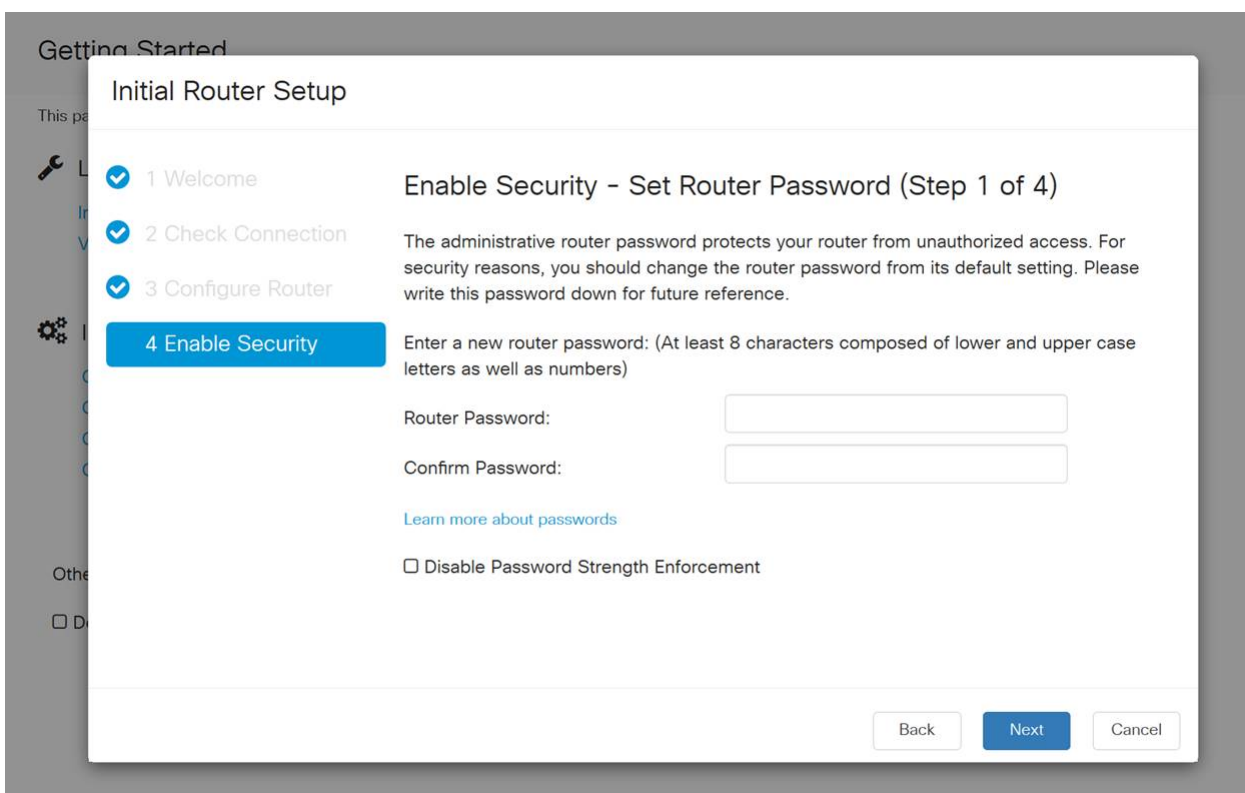 Getting Started
Initial Router Setup
This pa
L
In
V
I
1 Welcome
2 Check Connection
3 Configure Router
4 Enable Security
Enable Security - Set Router Password (Step 1 of 4)
The administrative router password protects your router from unauthorized access. For
security reasons, you should change the router password from its default setting. Please
write this password down for future reference.
Enter a new router password: (At least 8 characters composed of lower and upper case
letters as well as numbers)
Router Password:
Confirm Password:
Learn more about passwords
Disable Password Strength Enforcement
Othe
Back
Next
Cancel